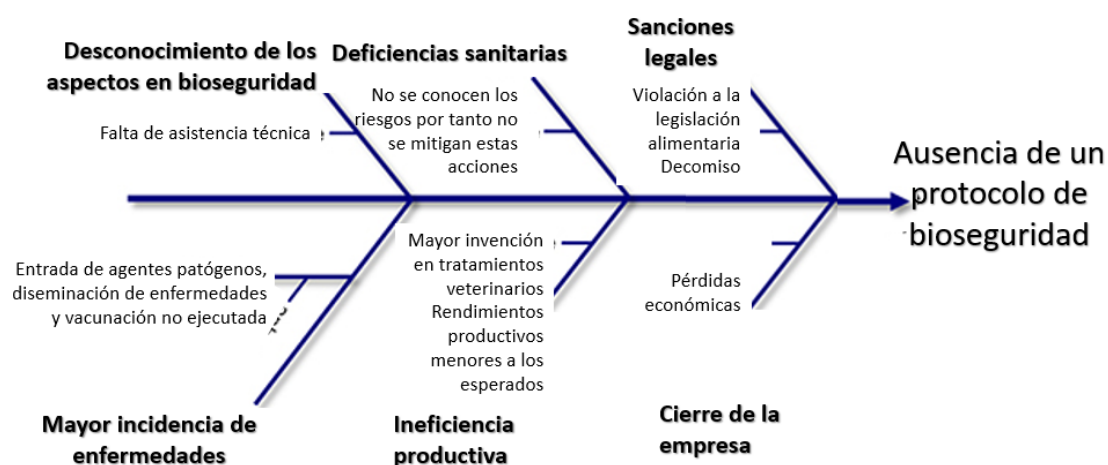 Desconocimiento de los
aspectos en bioseguridad
Falta de asistencia técnica
Deficiencias sanitarias
No se conocen los
riesgos por tanto no
se mitigan estas
acciones
Sanciones
legales
Violación a la
legislación
alimentaria
Decomiso
Ausencia de un
protocolo de
bioseguridad
Entrada de agentes patógenos,
diseminación de enfermedades
y vacunación no ejecutada
Mayor incidencia de
enfermedades
Mayor invención
en tratamientos
veterinarios
Rendimientos
productivos
menores a los
esperados
Ineficiencia
productiva
Pérdidas
económicas
Cierre de la
empresa